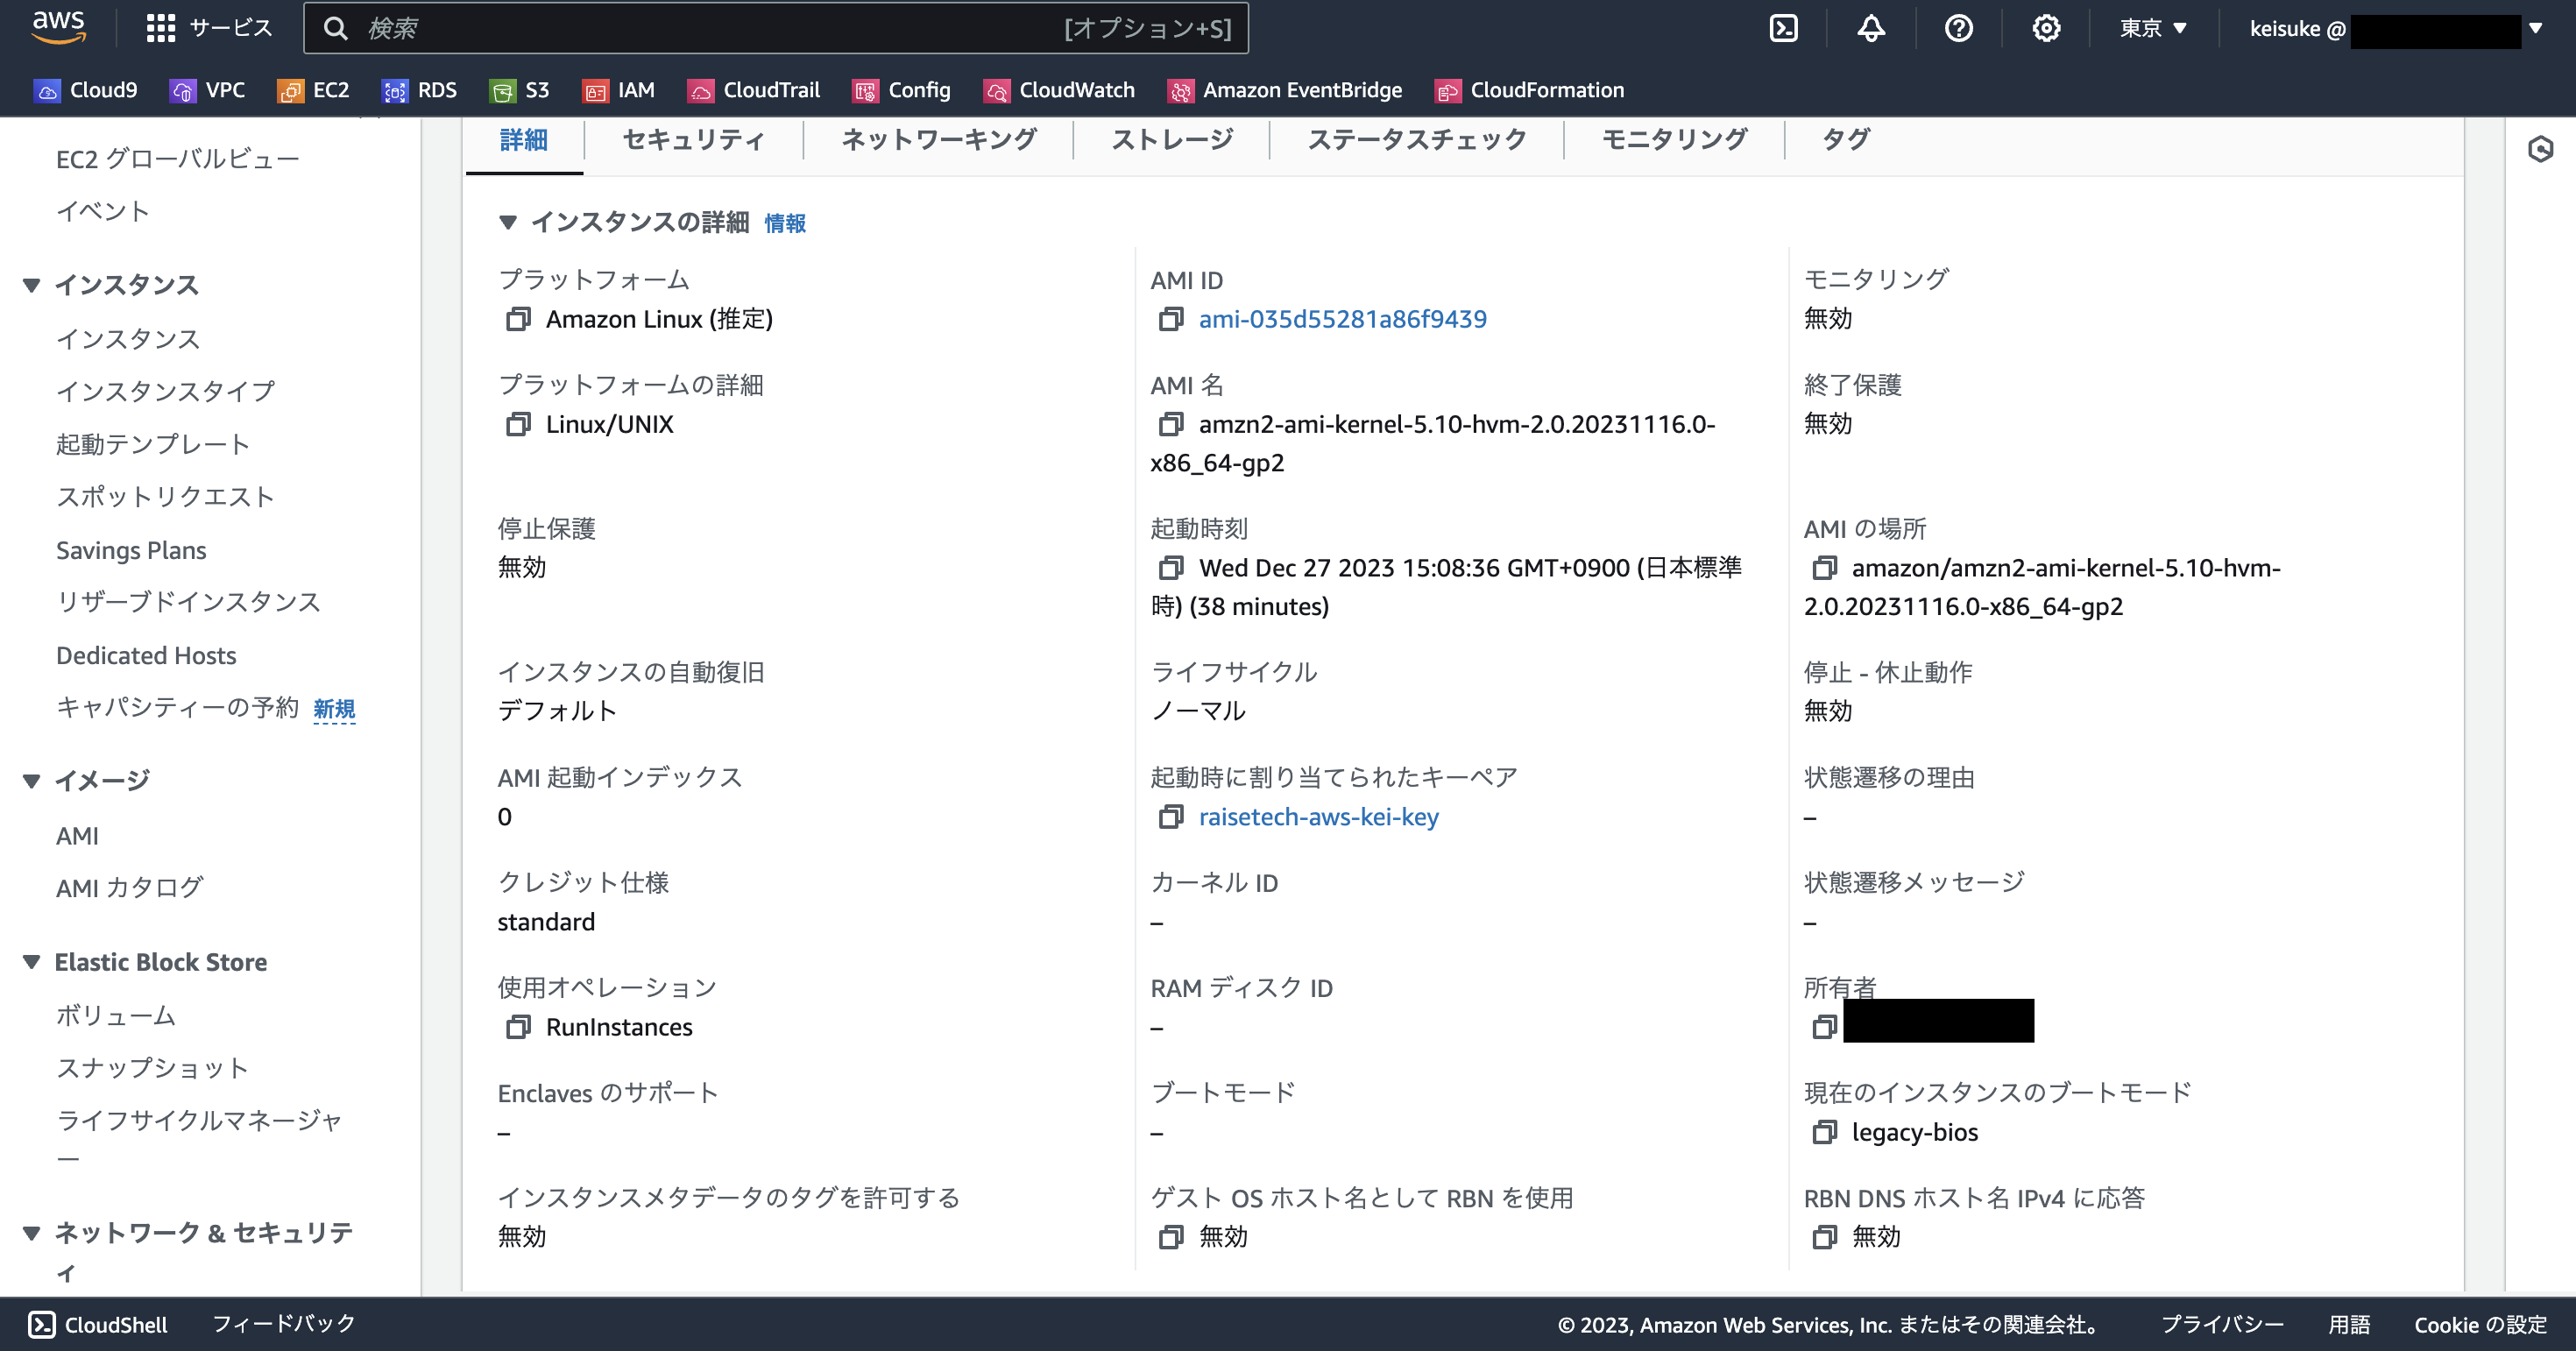 aws
サービス
検索
[オプション+S]
東京
keisuke @
Cloud9
VPC
EC2
RDS
S3
IAM
CloudTrail
Config
CloudWatch
Amazon EventBridge
CloudFormation
EC2 グローバルビュー
イベント
インスタンス
インスタンス
インスタンスタイプ
起動テンプレート
スポットリクエスト
Savings Plans
リザーブドインスタンス
Dedicated Hosts
キャパシティーの予約 新規
イメージ
AMI
AMI カタログ
Elastic Block Store
ボリューム
スナップショット
ライフサイクルマネージャ
ー
ネットワーク & セキュリテ
ィ
詳細
セキュリティ
ネットワーキング
ストレージ
ステータスチェック
モニタリング
タグ
インスタンスの詳細 情報
プラットフォーム
Amazon Linux (推定)
AMI ID
ami-035d55281a86f9439
モニタリング
無効
プラットフォームの詳細
Linux/UNIX
AMI 名
amzn2-ami-kernel-5.10-hvm-2.0.20231116.0-
x86_64-gp2
終了保護
無効
停止保護
無効
起動時刻
Wed Dec 27 2023 15:08:36 GMT+0900 (日本標準
時) (38 minutes)
AMI の場所
amazon/amzn2-ami-kernel-5.10-hvm-
2.0.20231116.0-x86_64-gp2
インスタンスの自動復旧
デフォルト
ライフサイクル
ノーマル
停止 - 休止動作
無効
AMI 起動インデックス
0
起動時に割り当てられたキーペア
raisetech-aws-kei-key
状態遷移の理由
–
クレジット仕様
standard
カーネル ID
–
状態遷移メッセージ
–
使用オペレーション
RunInstances
RAM ディスク ID
–
所有者
Enclaves のサポート
–
ブートモード
–
現在のインスタンスのブートモード
legacy-bios
インスタンスメタデータのタグを許可する
無効
ゲスト OS ホスト名として RBN を使用
無効
RBN DNS ホスト名 IPv4 に応答
無効
CloudShell
フィードバック
© 2023, Amazon Web Services, Inc. またはその関連会社。
プライバシー
用語
Cookie の設定